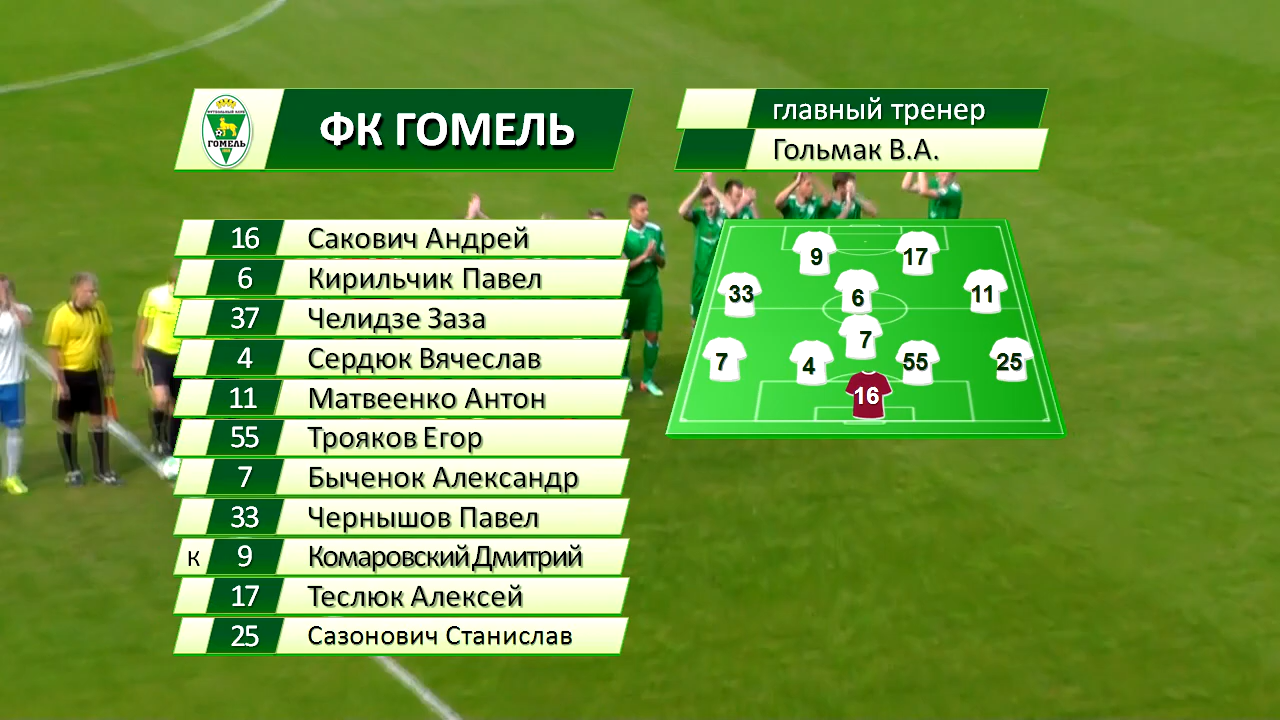 ФУТБОЛЬНЫЙ КЛУБ
ГОМЕЛЬ
ФК ГОМЕЛЬ
главный тренер
Гольмак В.А.
16 Сакович Андрей
6 Кирильчик Павел
37 Челидзе Заза
4 Сердюк Вячеслав
11 Матвеенко Антон
55 Трояков Егор
7 Быченок Александр
33 Чернышов Павел
К 9 Комаровский Дмитрий
17 Теслюк Алексей
25 Сазонович Станислав
9 17
33 6 11
7
7 4 55 25
16